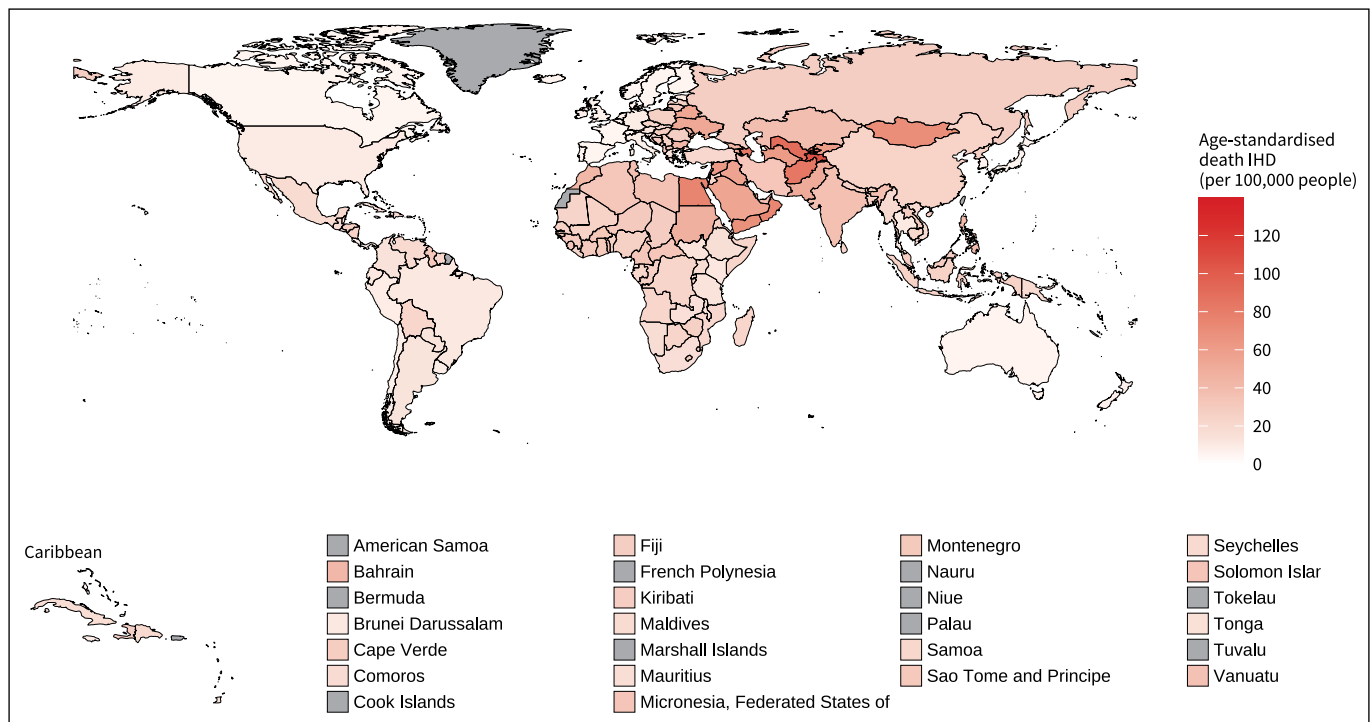 Age-standardised
death IHD
(per 100,000 people)
120
100
80
60
40
20
0
Caribbean
American Samoa
Bahrain
Bermuda
Brunei Darussalam
Cape Verde
Comoros
Cook Islands
Fiji
French Polynesia
Kiribati
Maldives
Marshall Islands
Mauritius
Micronesia, Federated States of
Montenegro
Nauru
Niue
Palau
Samoa
Sao Tome and Principe
Seychelles
Solomon Islar
Tokelau
Tonga
Tuvalu
Vanuatu